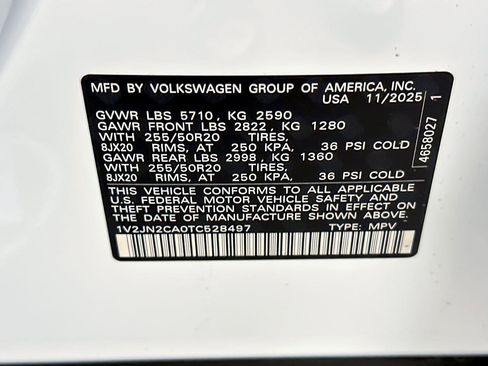 MFD BY VOLKSWAGEN GROUP OF AMERICA, INC.
USA 11/2025
GVWR LBS 5710, KG 2590
GAWR FRONT LBS 2822, KG 1280
WITH 255/50R20 TIRES,
8JX20 RIMS, AT 250 KPA, 36 PSI COLD
GAWR REAR LBS 2998, KG 1360
WITH 255/50R20 TIRES,
8JX20 RIMS, AT 250 KPA, 36 PSI COLD
THIS VEHICLE CONFORMS TO ALL APPLICABLE
U.S. FEDERAL MOTOR VEHICLE SAFETY AND
THEFT PREVENTION STANDARDS IN EFFECT ON
THE DATE OF MANUFACTURE SHOWN ABOVE.
1V2JN2CA0TC528497 TYPE: MPV
4658027 1